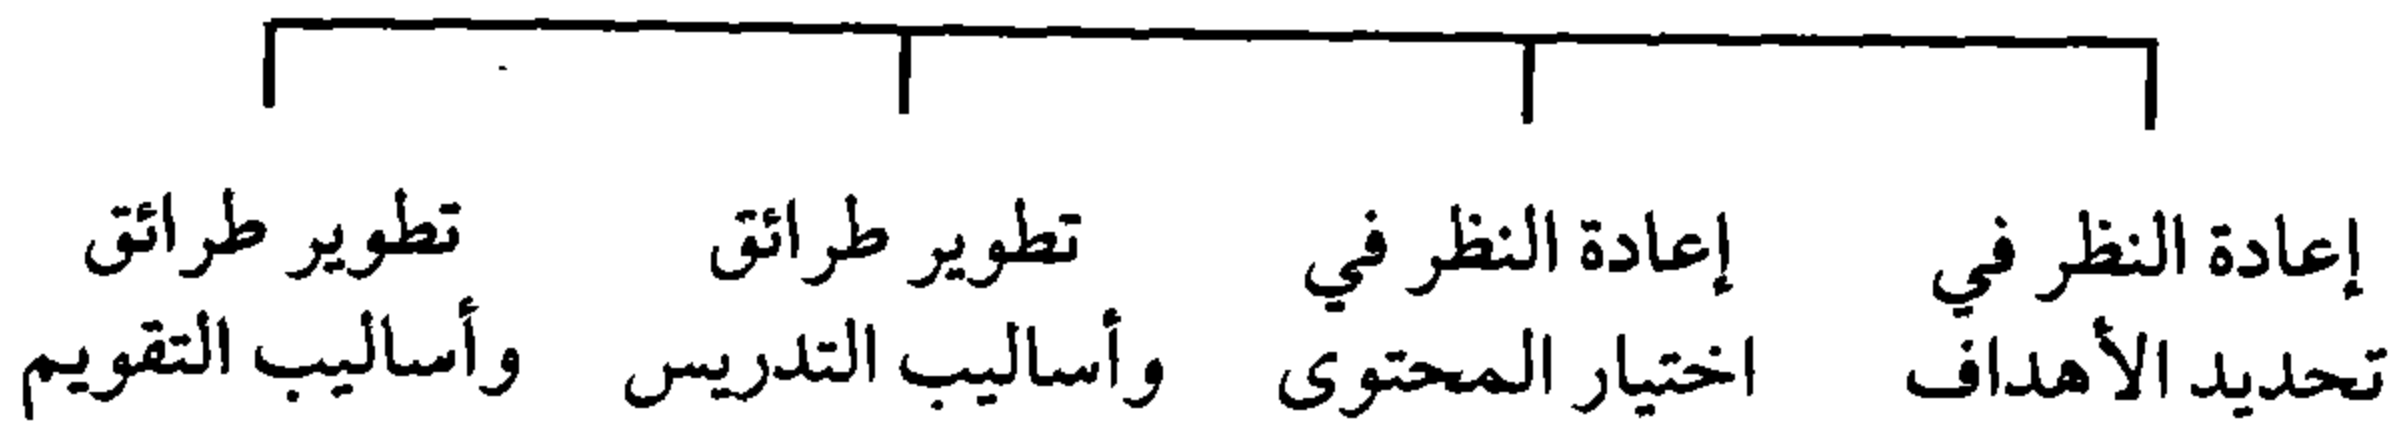 إعادة النظر في
تحديد الأهداف
إعادة النظر في
اختيار المحتوى
تطوير طرائق
وأساليب التدريس
تطوير طرائق
وأساليب التقويم